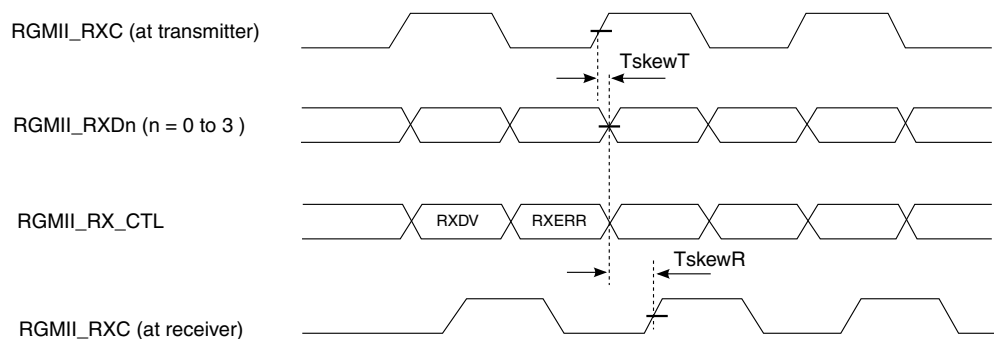 RGMII_RXC (at transmitter)
TskewT
RGMII_RXDn (n = 0 to 3 )
RGMII_RX_CTL
RXDV
RXERR
TskewR
RGMII_RXC (at receiver)